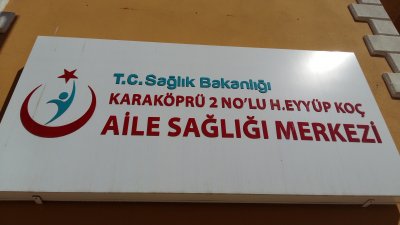 T.C. Sağlık Bakanlığı
KARAKÖPRÜ 2 NO'LU H.EYYÜP KOÇ
AİLE SAĞLIĞI MERKEZİ